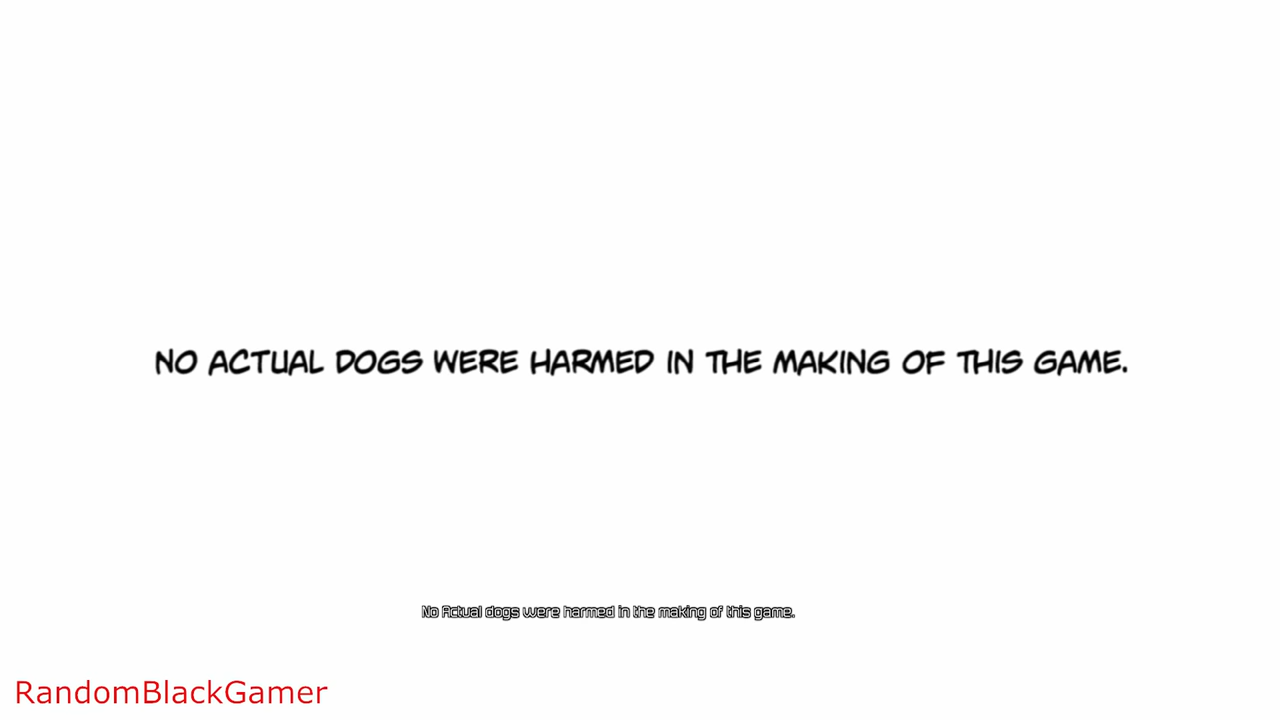 NO ACTUAL DOGS WERE HARMED IN THE MAKING OF THIS GAME.
No Actual dogs were harmed in the making of this game.
RandomBlackGamer